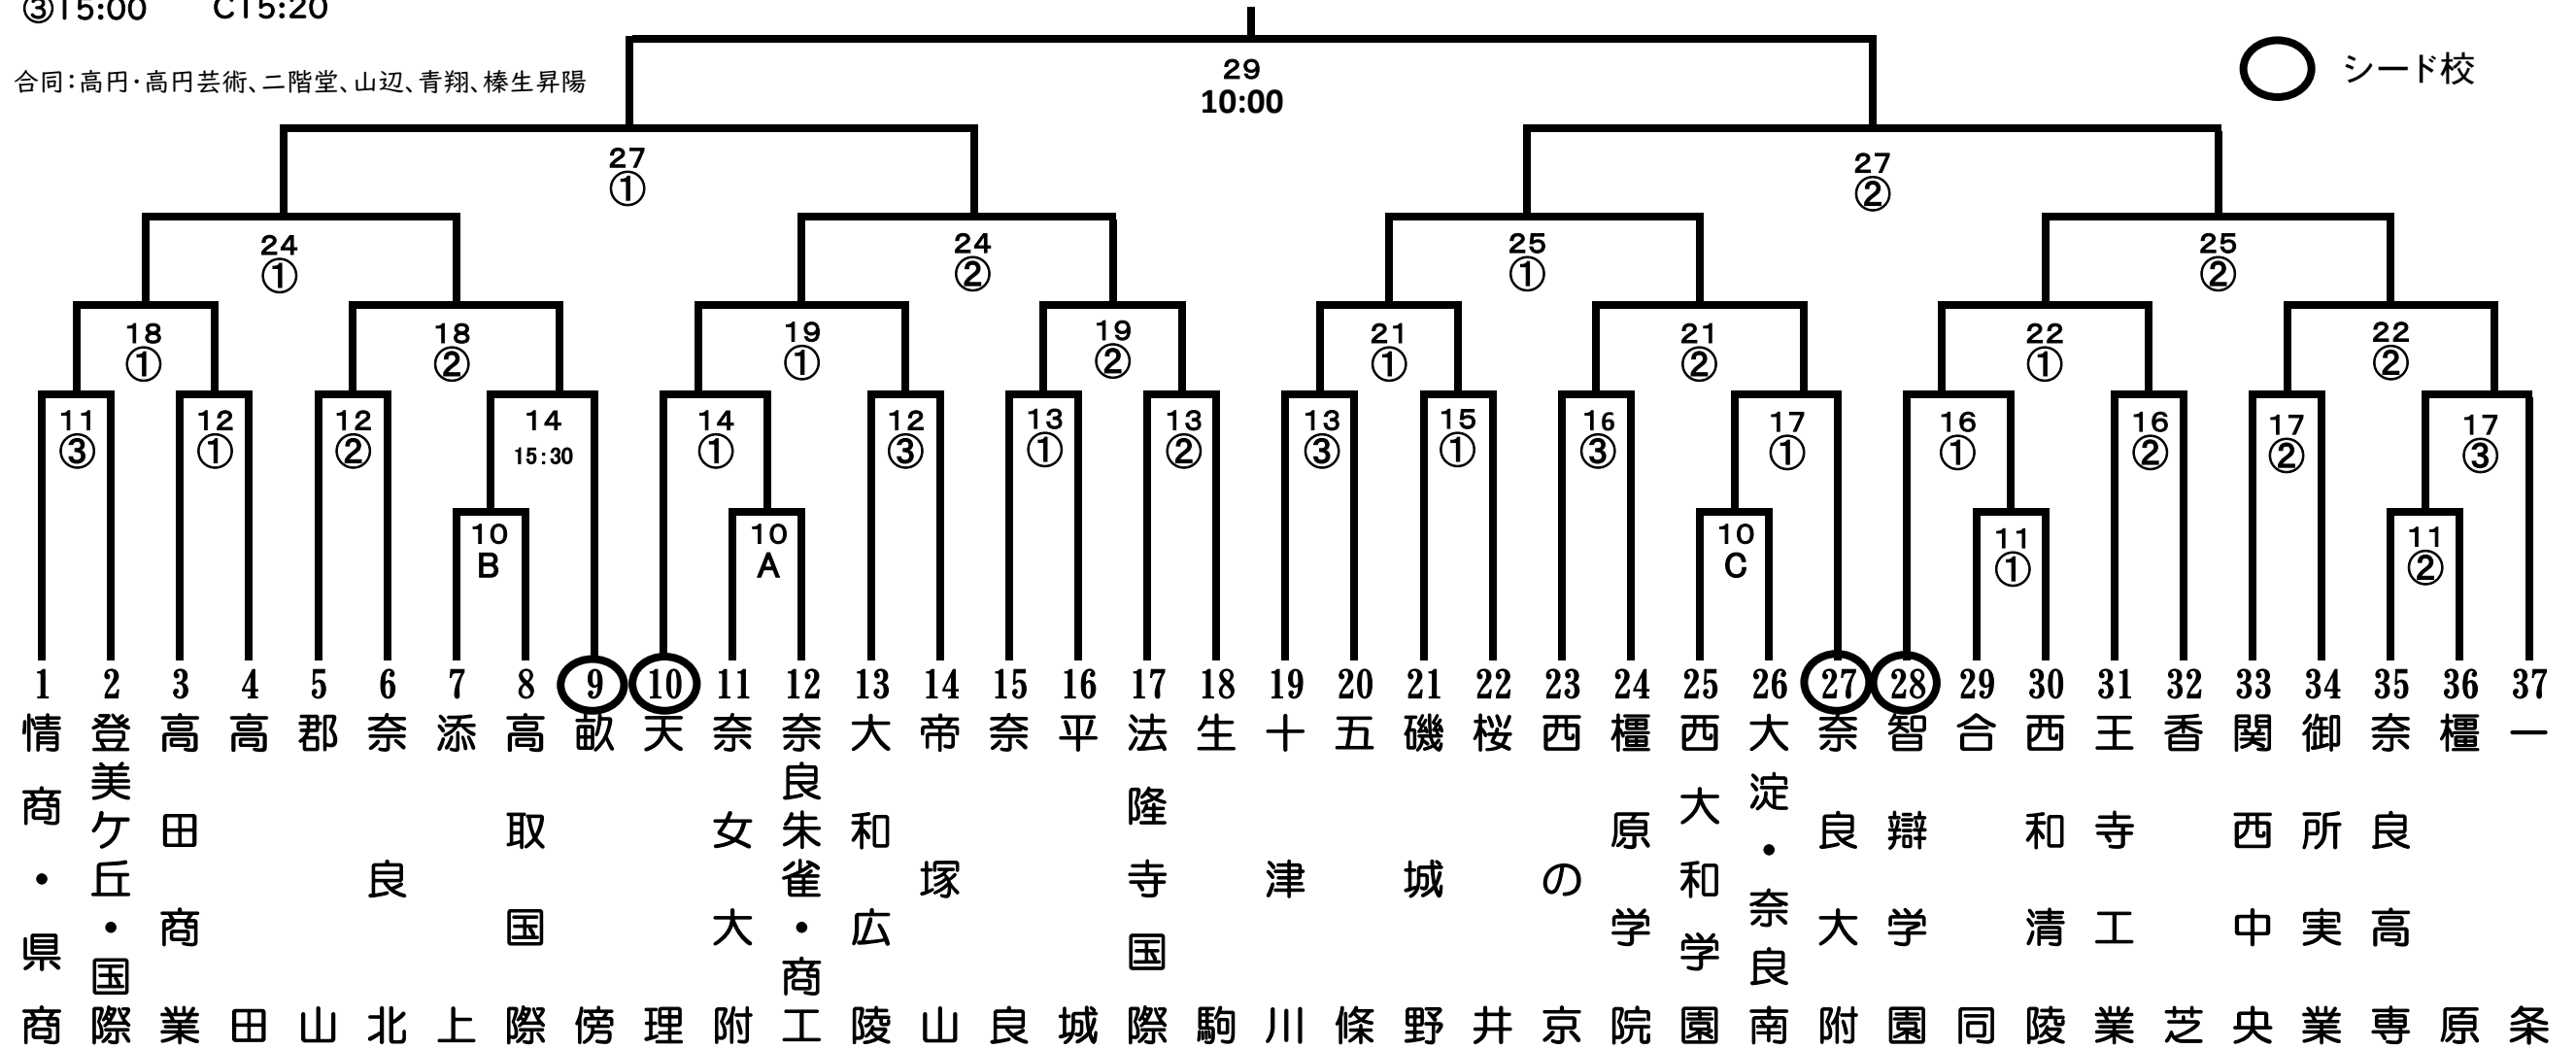 ③15:00 C15:20
合同：高円・高円芸術、二階堂、山辺、青翔、榛生昇陽
シード校
29
10:00
27
①
27
②
24
①
24
②
25
①
25
②
18
①
18
②
19
①
19
②
21
①
21
②
22
①
22
②
11
③
12
①
12
②
14
15:30
14
①
12
③
13
①
13
②
13
③
15
①
16
③
17
①
16
①
16
②
17
②
17
③
10
B
10
A
10
C
11
①
11
②
1 情商・県商
2 登美ケ丘・国際
3 高田商業
4 高田
5 郡山
6 奈良北
7 添上
8 高取国際
9 畝傍
10 天理
11 奈女大附
12 奈良朱雀・商工
13 大和広陵
14 帝塚山
15 奈良
16 平城
17 法隆寺国際
18 生駒
19 十津川
20 五條
21 磯城野
22 桜井
23 西の京
24 橿原学院
25 西大和学園
26 大淀・奈良南
27 奈良大附
28 智辯学園
29 合同
30 西和清陵
31 王寺工業
32 香芝
33 関西中央
34 御所実業
35 奈良高専
36 橿原
37 一条